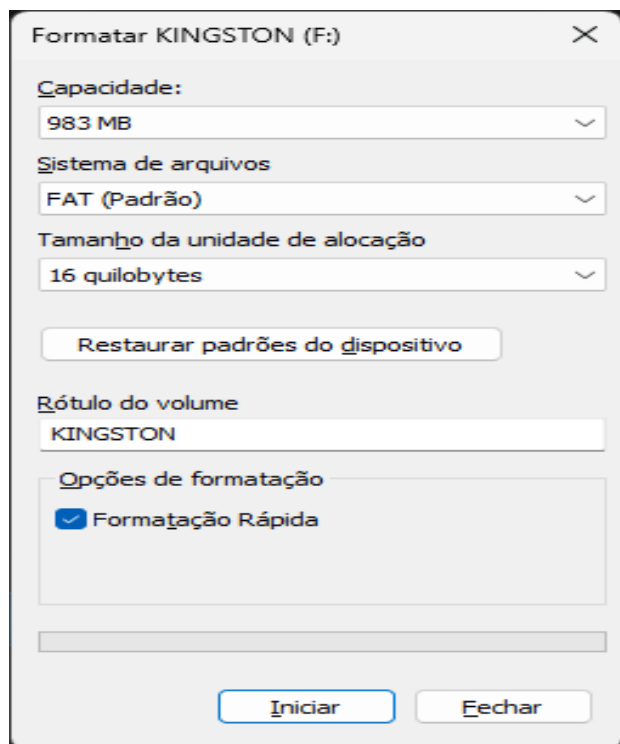 Formatar KINGSTON (F:)
Capacidade:
983 MB
Sistema de arquivos
FAT (Padrão)
Tamanho da unidade de alocação
16 quilobytes
Restaurar padrões do dispositivo
Rótulo do volume
KINGSTON
Opções de formatação
Formatação Rápida
Iniciar Fechar